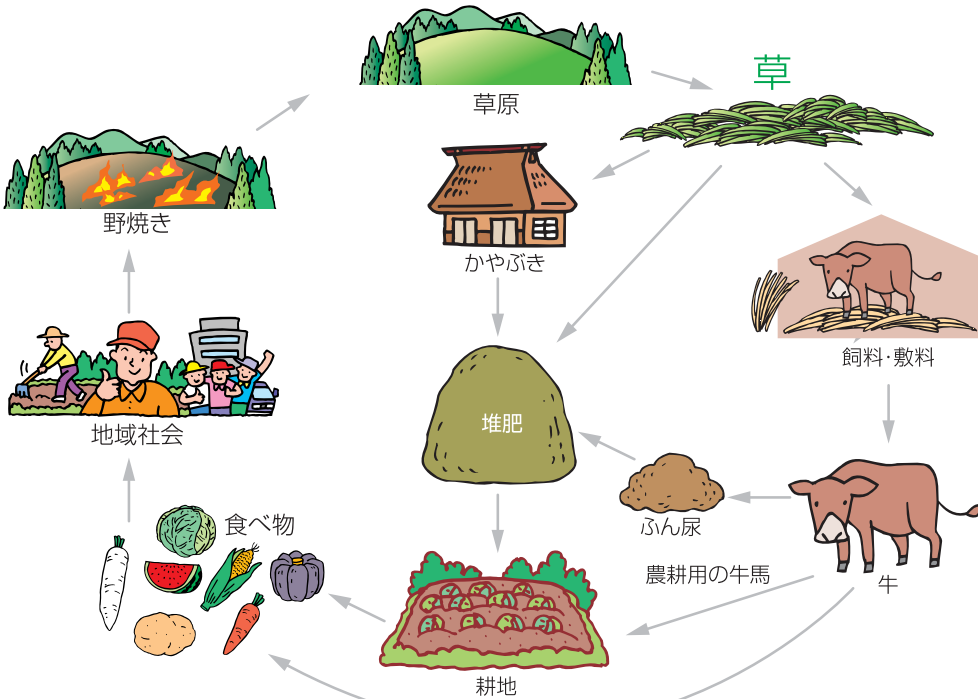 草原
草
野焼き
かやぶき
飼料・敷料
地域社会
堆肥
食べ物
ふん尿
農耕用の牛馬
牛
耕地